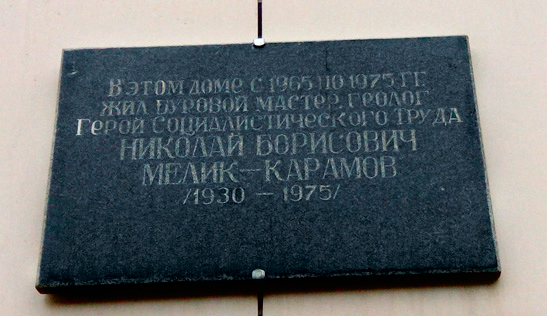 В ЭТОМ ДОМЕ С 1965 ПО 1975 ГГ
ЖИЛ БУРОВОЙ МАСТЕР, ГЕОЛОГ
ГЕРОЙ СОЦИАЛИСТИЧЕСКОГО ТРУДА
НИКОЛАЙ БОРИСОВИЧ
МЕЛИК-КАРАМОВ
/1930 - 1975/